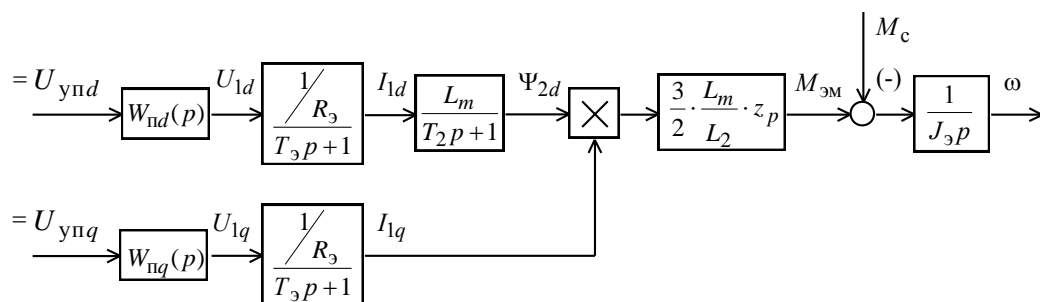 M_с
= U_упd
W_пd(p)
U_1d
1/R_э
T_э p + 1
I_1d
L_m
T_2 p + 1
Ψ_2d
×
3/2 · L_m/L_2 · z_p
M_эм
(-)
1
J_э p
ω
= U_упq
W_пq(p)
U_1q
1/R_э
T_э p + 1
I_1q